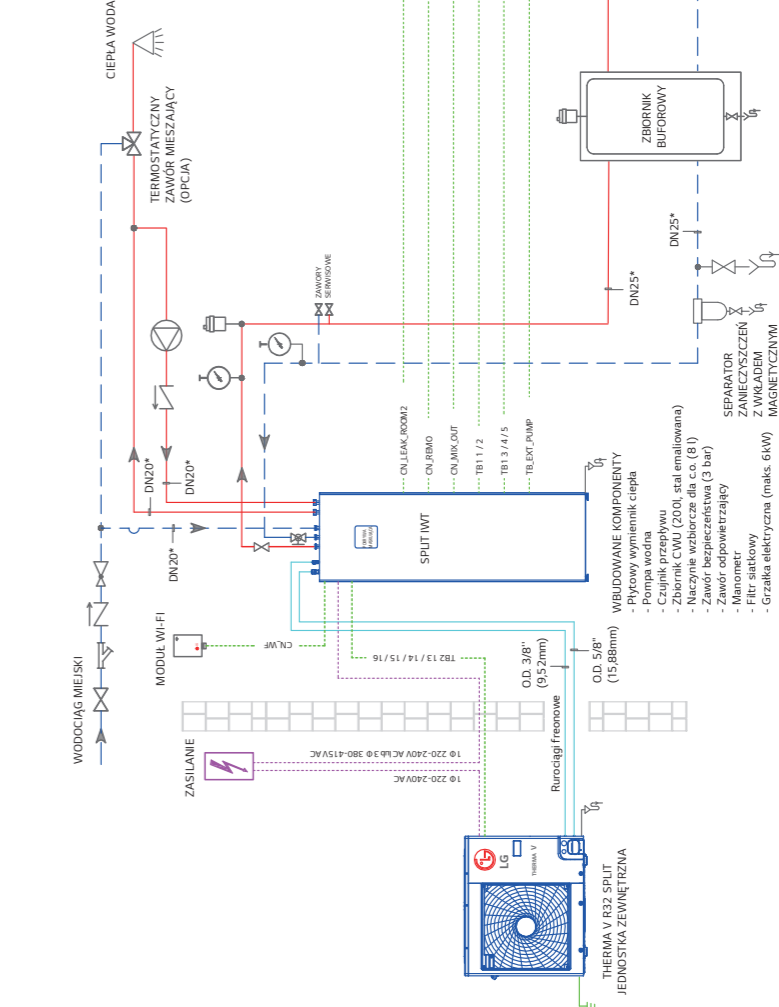 CIEPŁA WODA
TERMOSTATYCZNY
ZAWÓR MIESZAJĄCY
(OPCJA)
ZBIORNIK
BUFOROWY
ZAWORY
SERWISOWE
DN25*
DN25*
SEPARATOR
ZANIECZYSZCZEŃ
Z WKŁADEM
MAGNETYCZNYM
DN20*
DN20*
DN20*
CN_LEAK_ROOM2
CN_REMO
CN_MIX_OUT
TB1 1 / 2
TB1 3 / 4 / 5
TB_EXT_PUMP
SPLIT IWT
WBUDOWANE KOMPONENTY
- Płytowy wymiennik ciepła
- Pompa wodna
- Czujnik przepływu
- Zbiornik CWU (200l, stal emaliowana)
- Naczynie wzbiorcze dla c.o. (8 l)
- Zawór bezpieczeństwa (3 bar)
- Zawór odpowietrzający
- Manometr
- Filtr siatkowy
- Grzałka elektryczna (maks. 6kW)
WODOCIĄG MIEJSKI
MODUŁ WI-FI
CN_WF
TB2 13 / 14 / 15 / 16
O.D. 3/8''
(9,52mm)
O.D. 5/8"
(15,88mm)
ZASILANIE
1Φ 220-240V AC lub 3Φ 380-415V AC
1Φ 220-240V AC
Rurociągi freonowe
LG
THERMA V
THERMA V R32 SPLIT
JEDNOSTKA ZEWNĘTRZNA